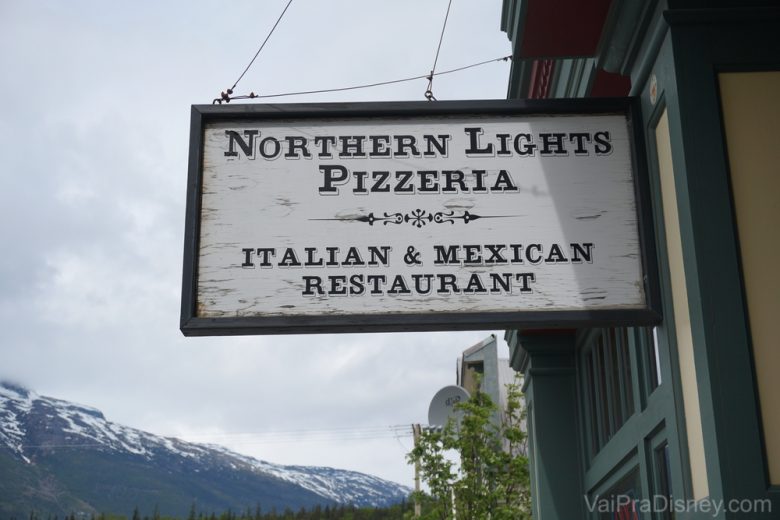 Northern Lights
Pizzeria
Italian & Mexican
Restaurant
VaiPraDisney.com